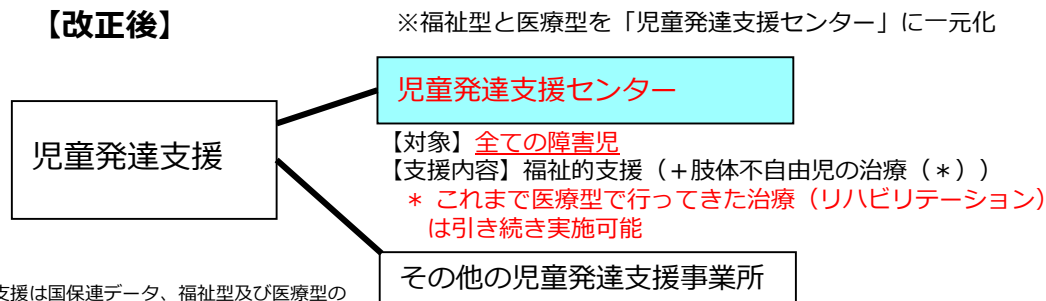 【改正後】
※福祉型と医療型を「児童発達支援センター」に一元化
児童発達支援センター
児童発達支援
【対象】全ての障害児
【支援内容】福祉的支援（＋肢体不自由児の治療（＊））
＊ これまで医療型で行ってきた治療（リハビリテーション）
は引き続き実施可能
その他の児童発達支援事業所
支援は国保連データ、福祉型及び医療型の